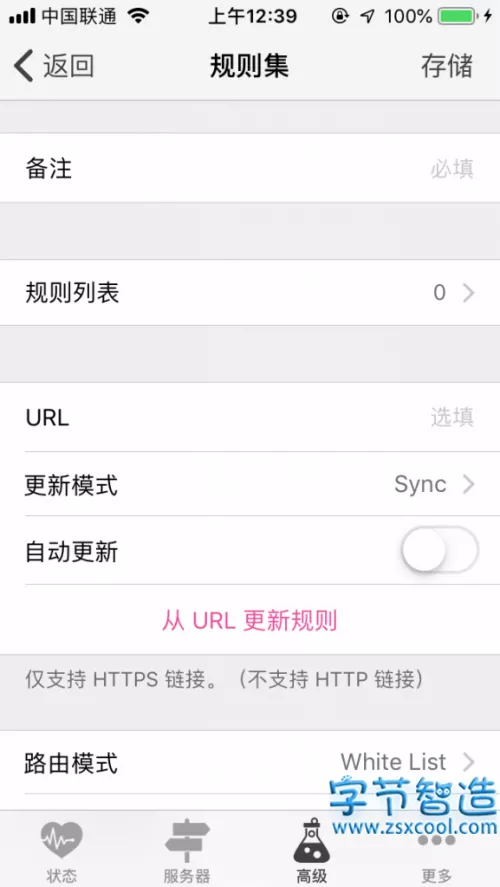 中国联通 上午12:39 100%
返回 规则集 存储
备注 必填
规则列表 0
URL 选填
更新模式 Sync
自动更新
从 URL 更新规则
仅支持 HTTPS 链接。（不支持 HTTP 链接）
路由模式 White List
字节智造
www.zsxcool.com
状态 服务器 高级 更多